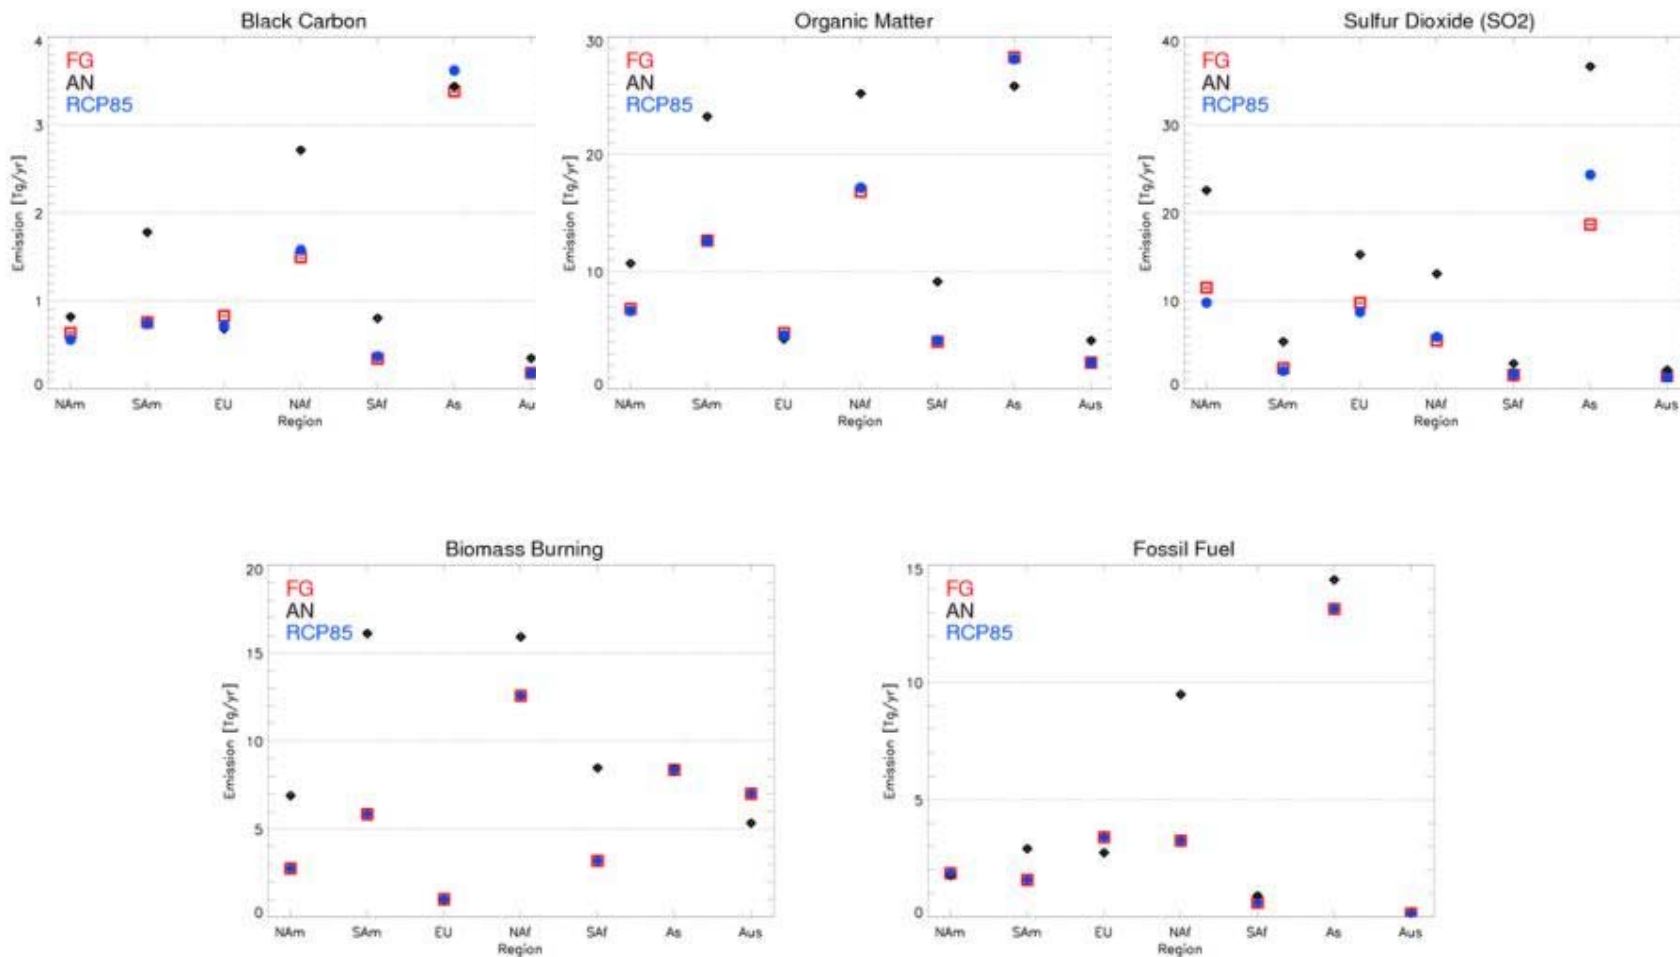 Black Carbon
4
3
2
1
0
Emission [Tg/yr]
FG
AN
RCP85
NAm SAm EU NAf SAf As Au
Region
Organic Matter
30
20
10
0
Emission [Tg/yr]
FG
AN
RCP85
NAm SAm EU NAf SAf As Aus
Region
Sulfur Dioxide (SO2)
40
30
20
10
0
Emission [Tg/yr]
FG
AN
RCP85
NAm SAm EU NAf SAf As Aus
Region
Biomass Burning
20
15
10
5
0
Emission [Tg/yr]
FG
AN
RCP85
NAm SAm EU NAf SAf As Aus
Region
Fossil Fuel
15
10
5
0
Emission [Tg/yr]
FG
AN
RCP85
NAm SAm EU NAf SAf As Aus
Region